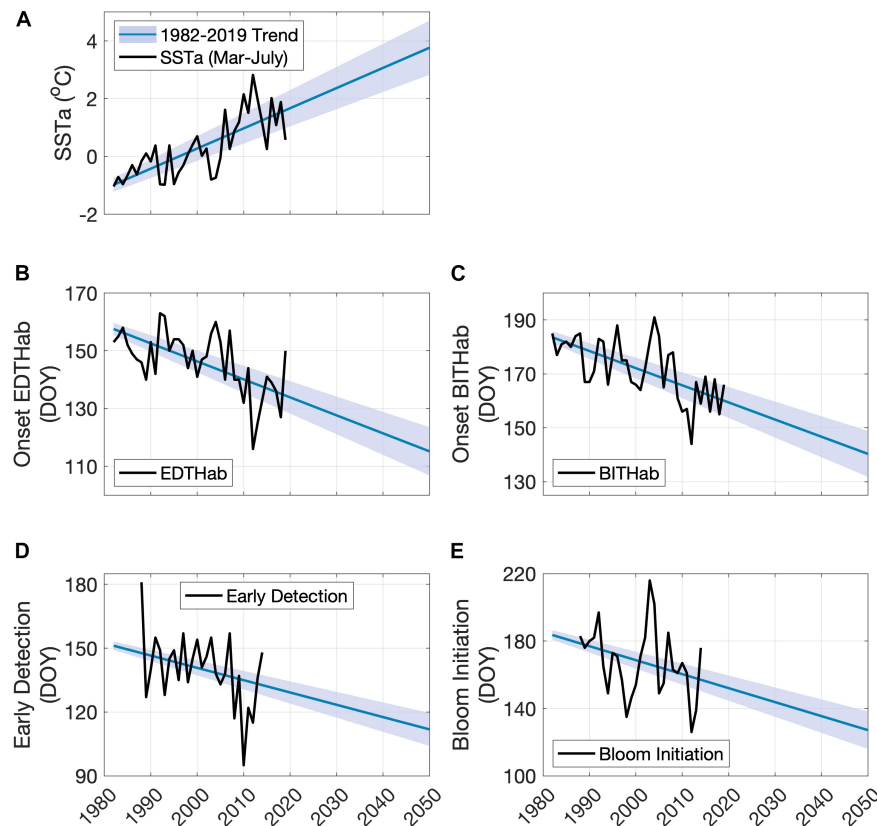 A
4
2
0
-2
SSTa (°C)
1982-2019 Trend
SSTa (Mar-July)
B
170
150
130
110
Onset EDTHab
(DOY)
EDTHab
C
190
170
150
130
Onset BITHab
(DOY)
BITHab
D
180
150
120
90
Early Detection
(DOY)
Early Detection
1980
1990
2000
2010
2020
2030
2040
2050
E
220
180
140
100
Bloom Initiation
(DOY)
Bloom Initiation
1980
1990
2000
2010
2020
2030
2040
2050